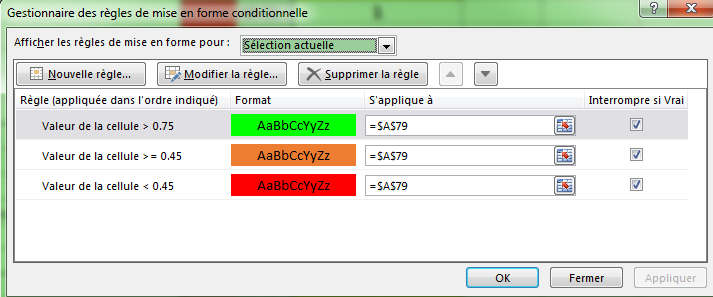 Gestionnaire des règles de mise en forme conditionnelle
Afficher les règles de mise en forme pour : Sélection actuelle
Nouvelle règle... Modifier la règle... Supprimer la règle
Règle (appliquée dans l'ordre indiqué) Format S'applique à Interrompre si Vrai
Valeur de la cellule > 0.75 AaBbCcYyZz =$A$79
Valeur de la cellule >= 0.45 AaBbCcYyZz =$A$79
Valeur de la cellule < 0.45 AaBbCcYyZz =$A$79
OK Fermer Appliquer